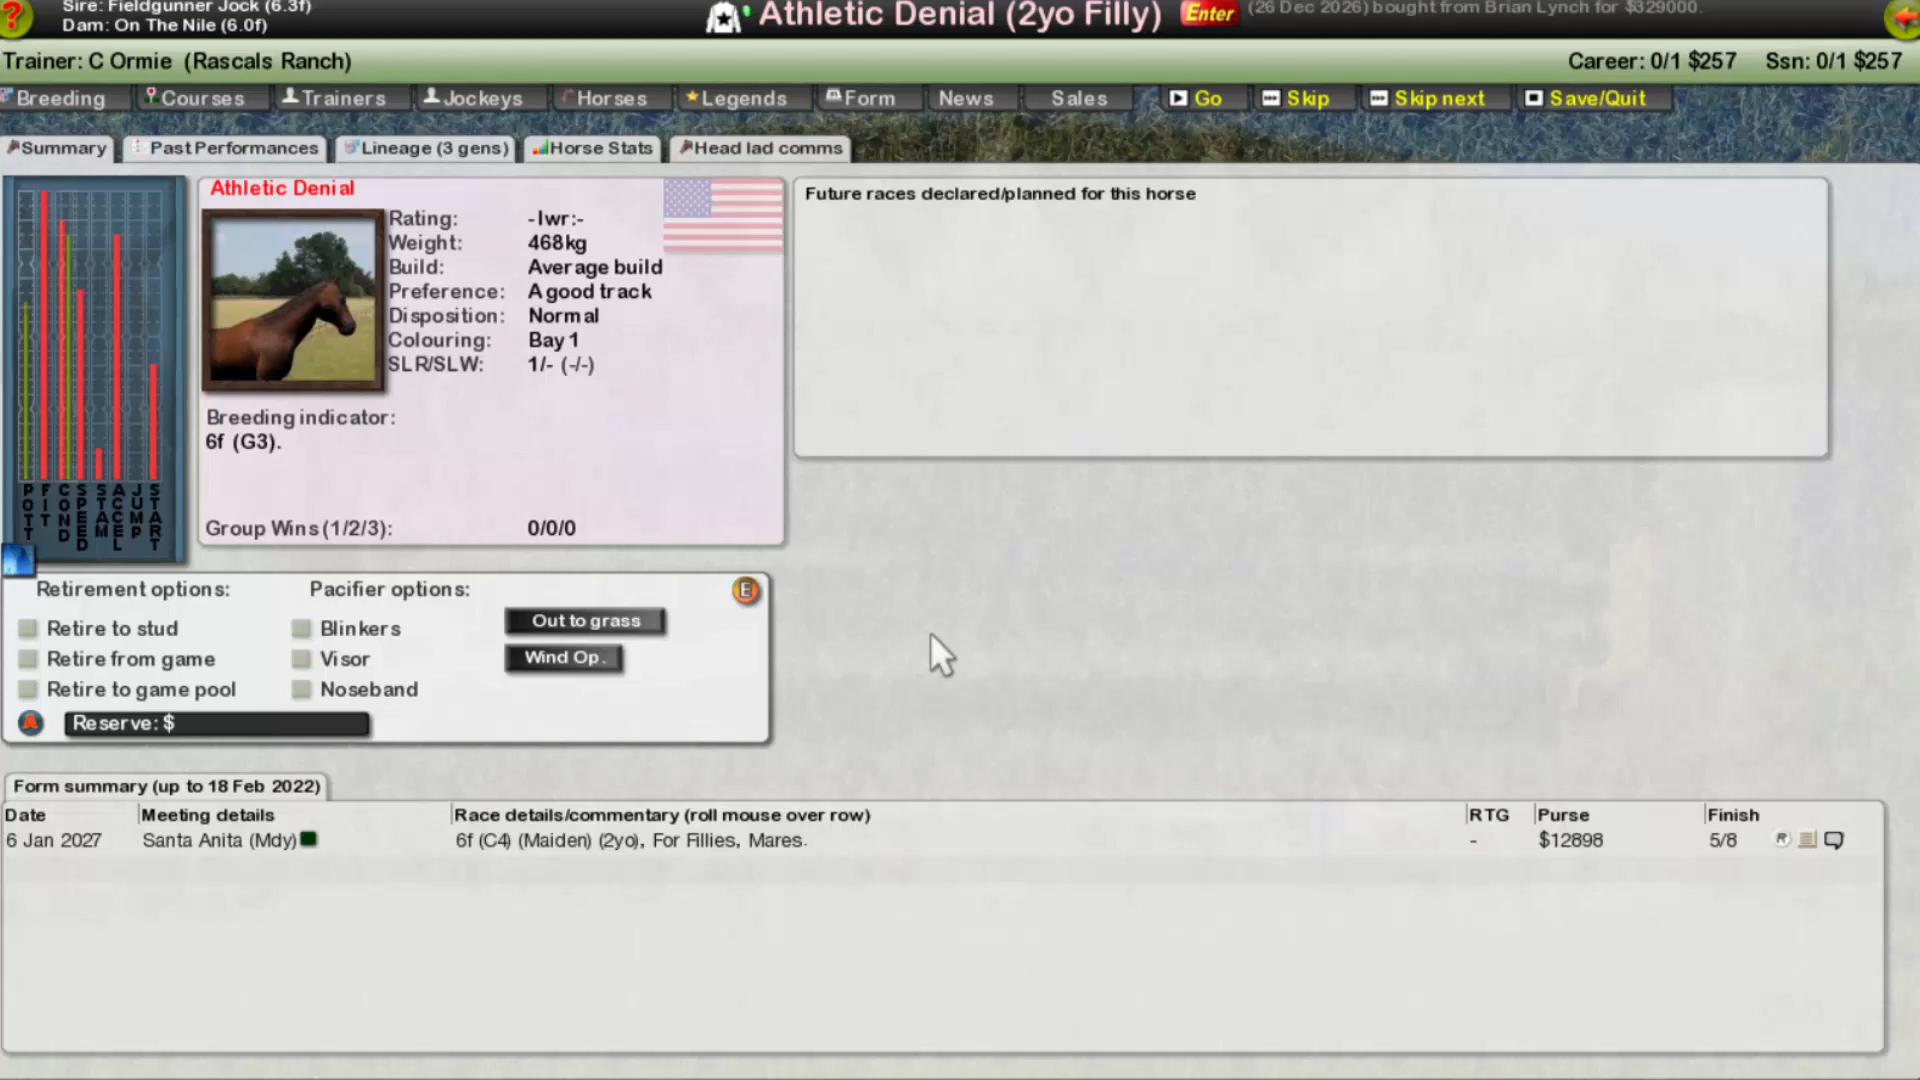 Sire: Fieldgunner Jock (6.3f)
Dam: On The Nile (6.0f)
Athletic Denial (2yo Filly)
Enter
(26 Dec 2026) bought from Brian Lynch for $329000.
Trainer: C Ormie (Rascals Ranch)
Career: 0/1 $257 Ssn: 0/1 $257
Breeding Courses Trainers Jockeys Horses Legends Form News Sales Go Skip Skip next Save/Quit
Summary Past Performances Lineage (3 gens) Horse Stats Head lad comms
Athletic Denial
Rating: -lwr:-
Weight: 468kg
Build: Average build
Preference: A good track
Disposition: Normal
Colouring: Bay 1
SLR/SLW: 1/- (-/-)
Breeding indicator:
6f (G3).
Group Wins (1/2/3): 0/0/0
POTT FIT COND SPEED STAM ACCEL JUMP START
Future races declared/planned for this horse
Retirement options: Pacifier options: E
Retire to stud Blinkers Out to grass
Retire from game Visor Wind Op.
Retire to game pool Noseband
A Reserve: $
Form summary (up to 18 Feb 2022)
Date Meeting details Race details/commentary (roll mouse over row) RTG Purse Finish
6 Jan 2027 Santa Anita (Mdy) 6f (C4) (Maiden) (2yo), For Fillies, Mares. - $12898 5/8 R